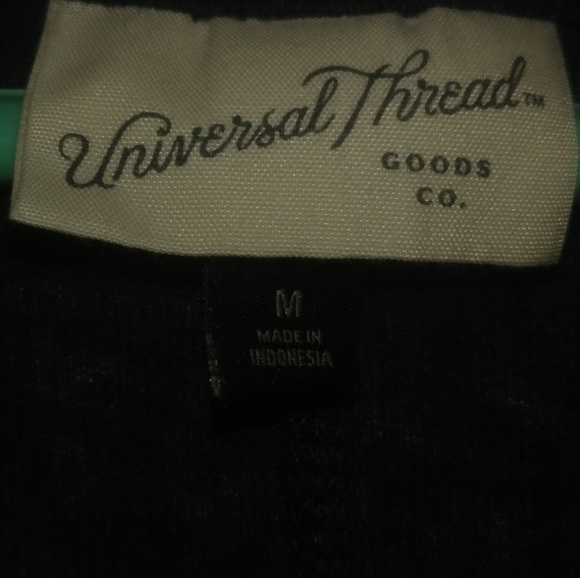 Universal Thread™
GOODS
CO.
M
MADE IN
INDONESIA